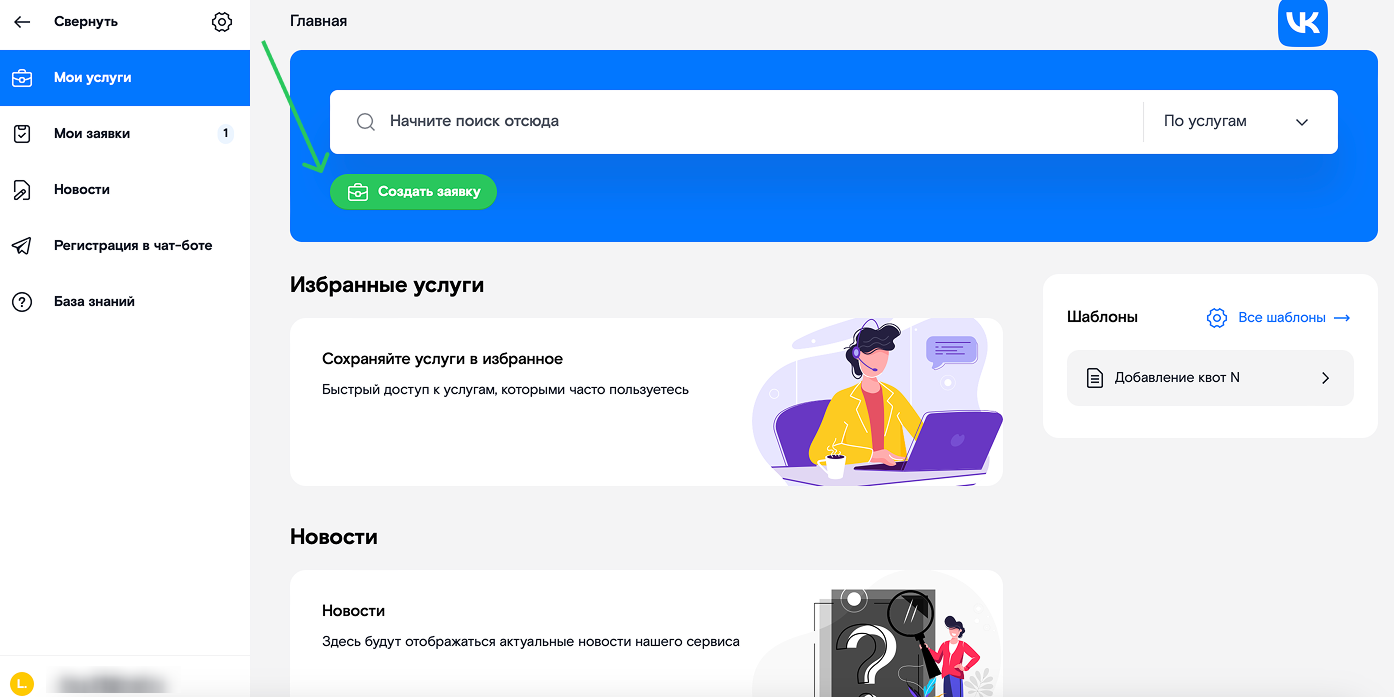 Свернуть
Мои услуги
Мои заявки
1
Новости
Регистрация в чат-боте
База знаний
L.
Главная
VK
Начните поиск отсюда
По услугам
Создать заявку
Избранные услуги
Сохраняйте услуги в избранное
Быстрый доступ к услугам, которыми часто пользуетесь
Шаблоны
Все шаблоны
Добавление квот N
Новости
Новости
Здесь будут отображаться актуальные новости нашего сервиса
?